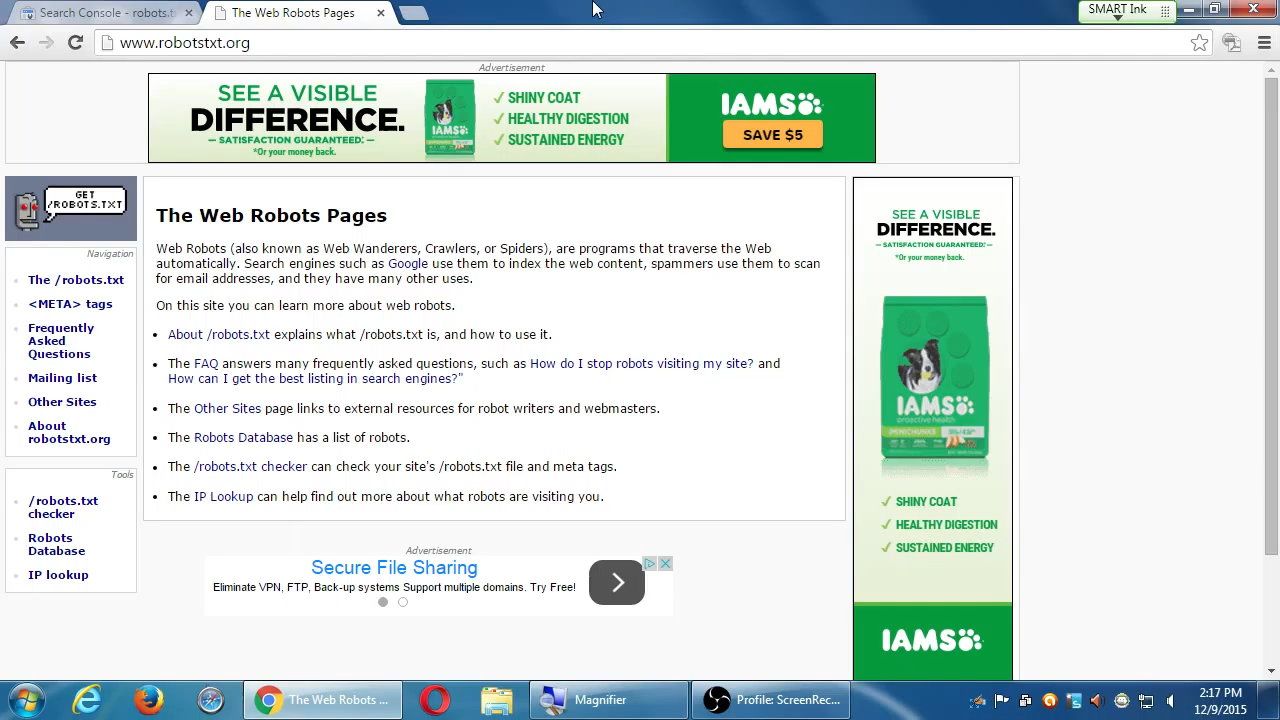 Search Console - robots.t
The Web Robots Pages
SMART Ink
www.robotstxt.org
Advertisement
SEE A VISIBLE
DIFFERENCE.
— SATISFACTION GUARANTEED.* —
*Or your money back.
IAMS
✓ SHINY COAT
✓ HEALTHY DIGESTION
✓ SUSTAINED ENERGY
IAMS
SAVE $5
GET
/ROBOTS.TXT
Navigation
The /robots.txt
<META> tags
Frequently
Asked
Questions
Mailing list
Other Sites
About
robotstxt.org
Tools
/robots.txt
checker
Robots
Database
IP lookup
The Web Robots Pages
Web Robots (also known as Web Wanderers, Crawlers, or Spiders), are programs that traverse the Web
automatically. Search engines such as Google use them to index the web content, spammers use them to scan
for email addresses, and they have many other uses.
On this site you can learn more about web robots.
• About /robots.txt explains what /robots.txt is, and how to use it.
• The FAQ answers many frequently asked questions, such as How do I stop robots visiting my site? and
How can I get the best listing in search engines?"
• The Other Sites page links to external resources for robot writers and webmasters.
• The Robots Database has a list of robots.
• The /robots.txt checker can check your site's /robots.txt file and meta tags.
• The IP Lookup can help find out more about what robots are visiting you.
Advertisement
Secure File Sharing
Eliminate VPN, FTP, Back-up systems Support multiple domains. Try Free!
SEE A VISIBLE
DIFFERENCE.
— SATISFACTION GUARANTEED.* —
*Or your money back.
IAMS
proactive health
MINICHUNKS
✓ SHINY COAT
✓ HEALTHY DIGESTION
✓ SUSTAINED ENERGY
IAMS
The Web Robots ...
Magnifier
Profile: ScreenRec...
2:17 PM
12/9/2015